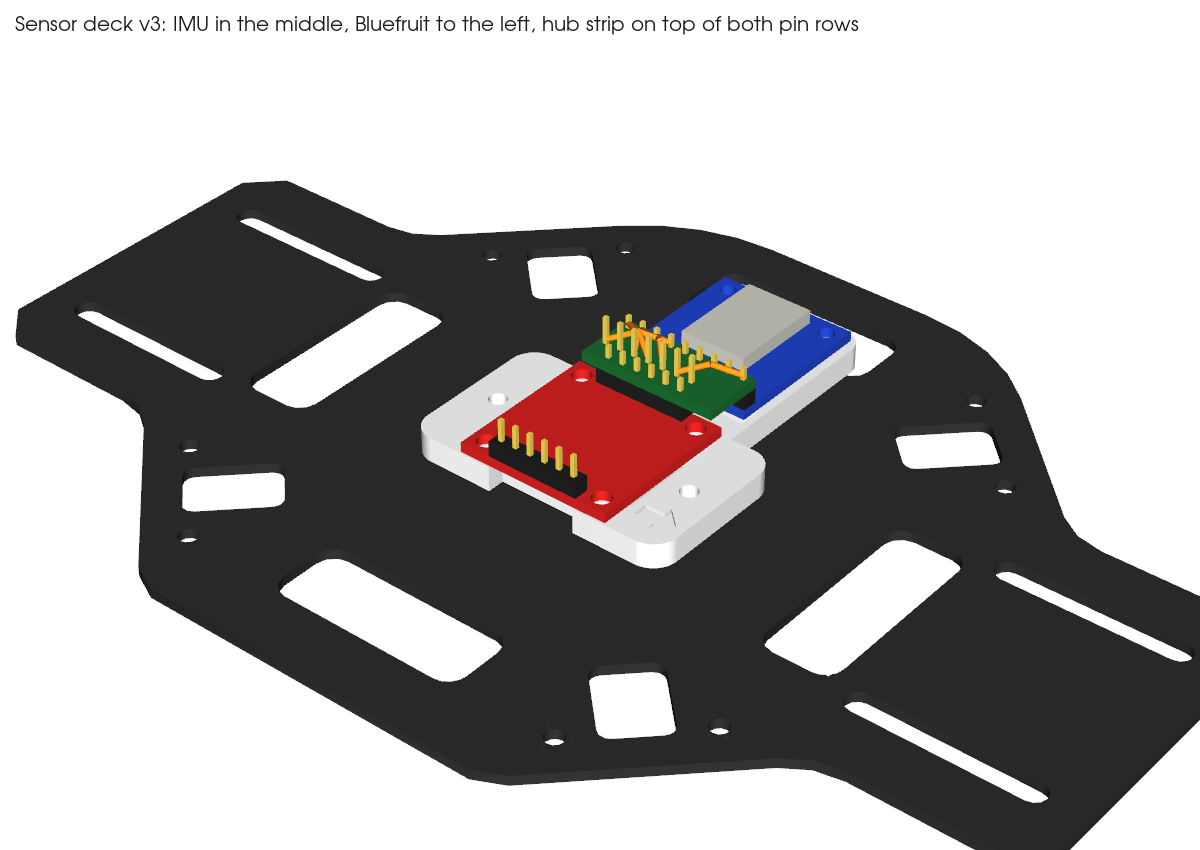 Sensor deck v3: IMU in the middle, Bluefruit to the left, hub strip on top of both pin rows